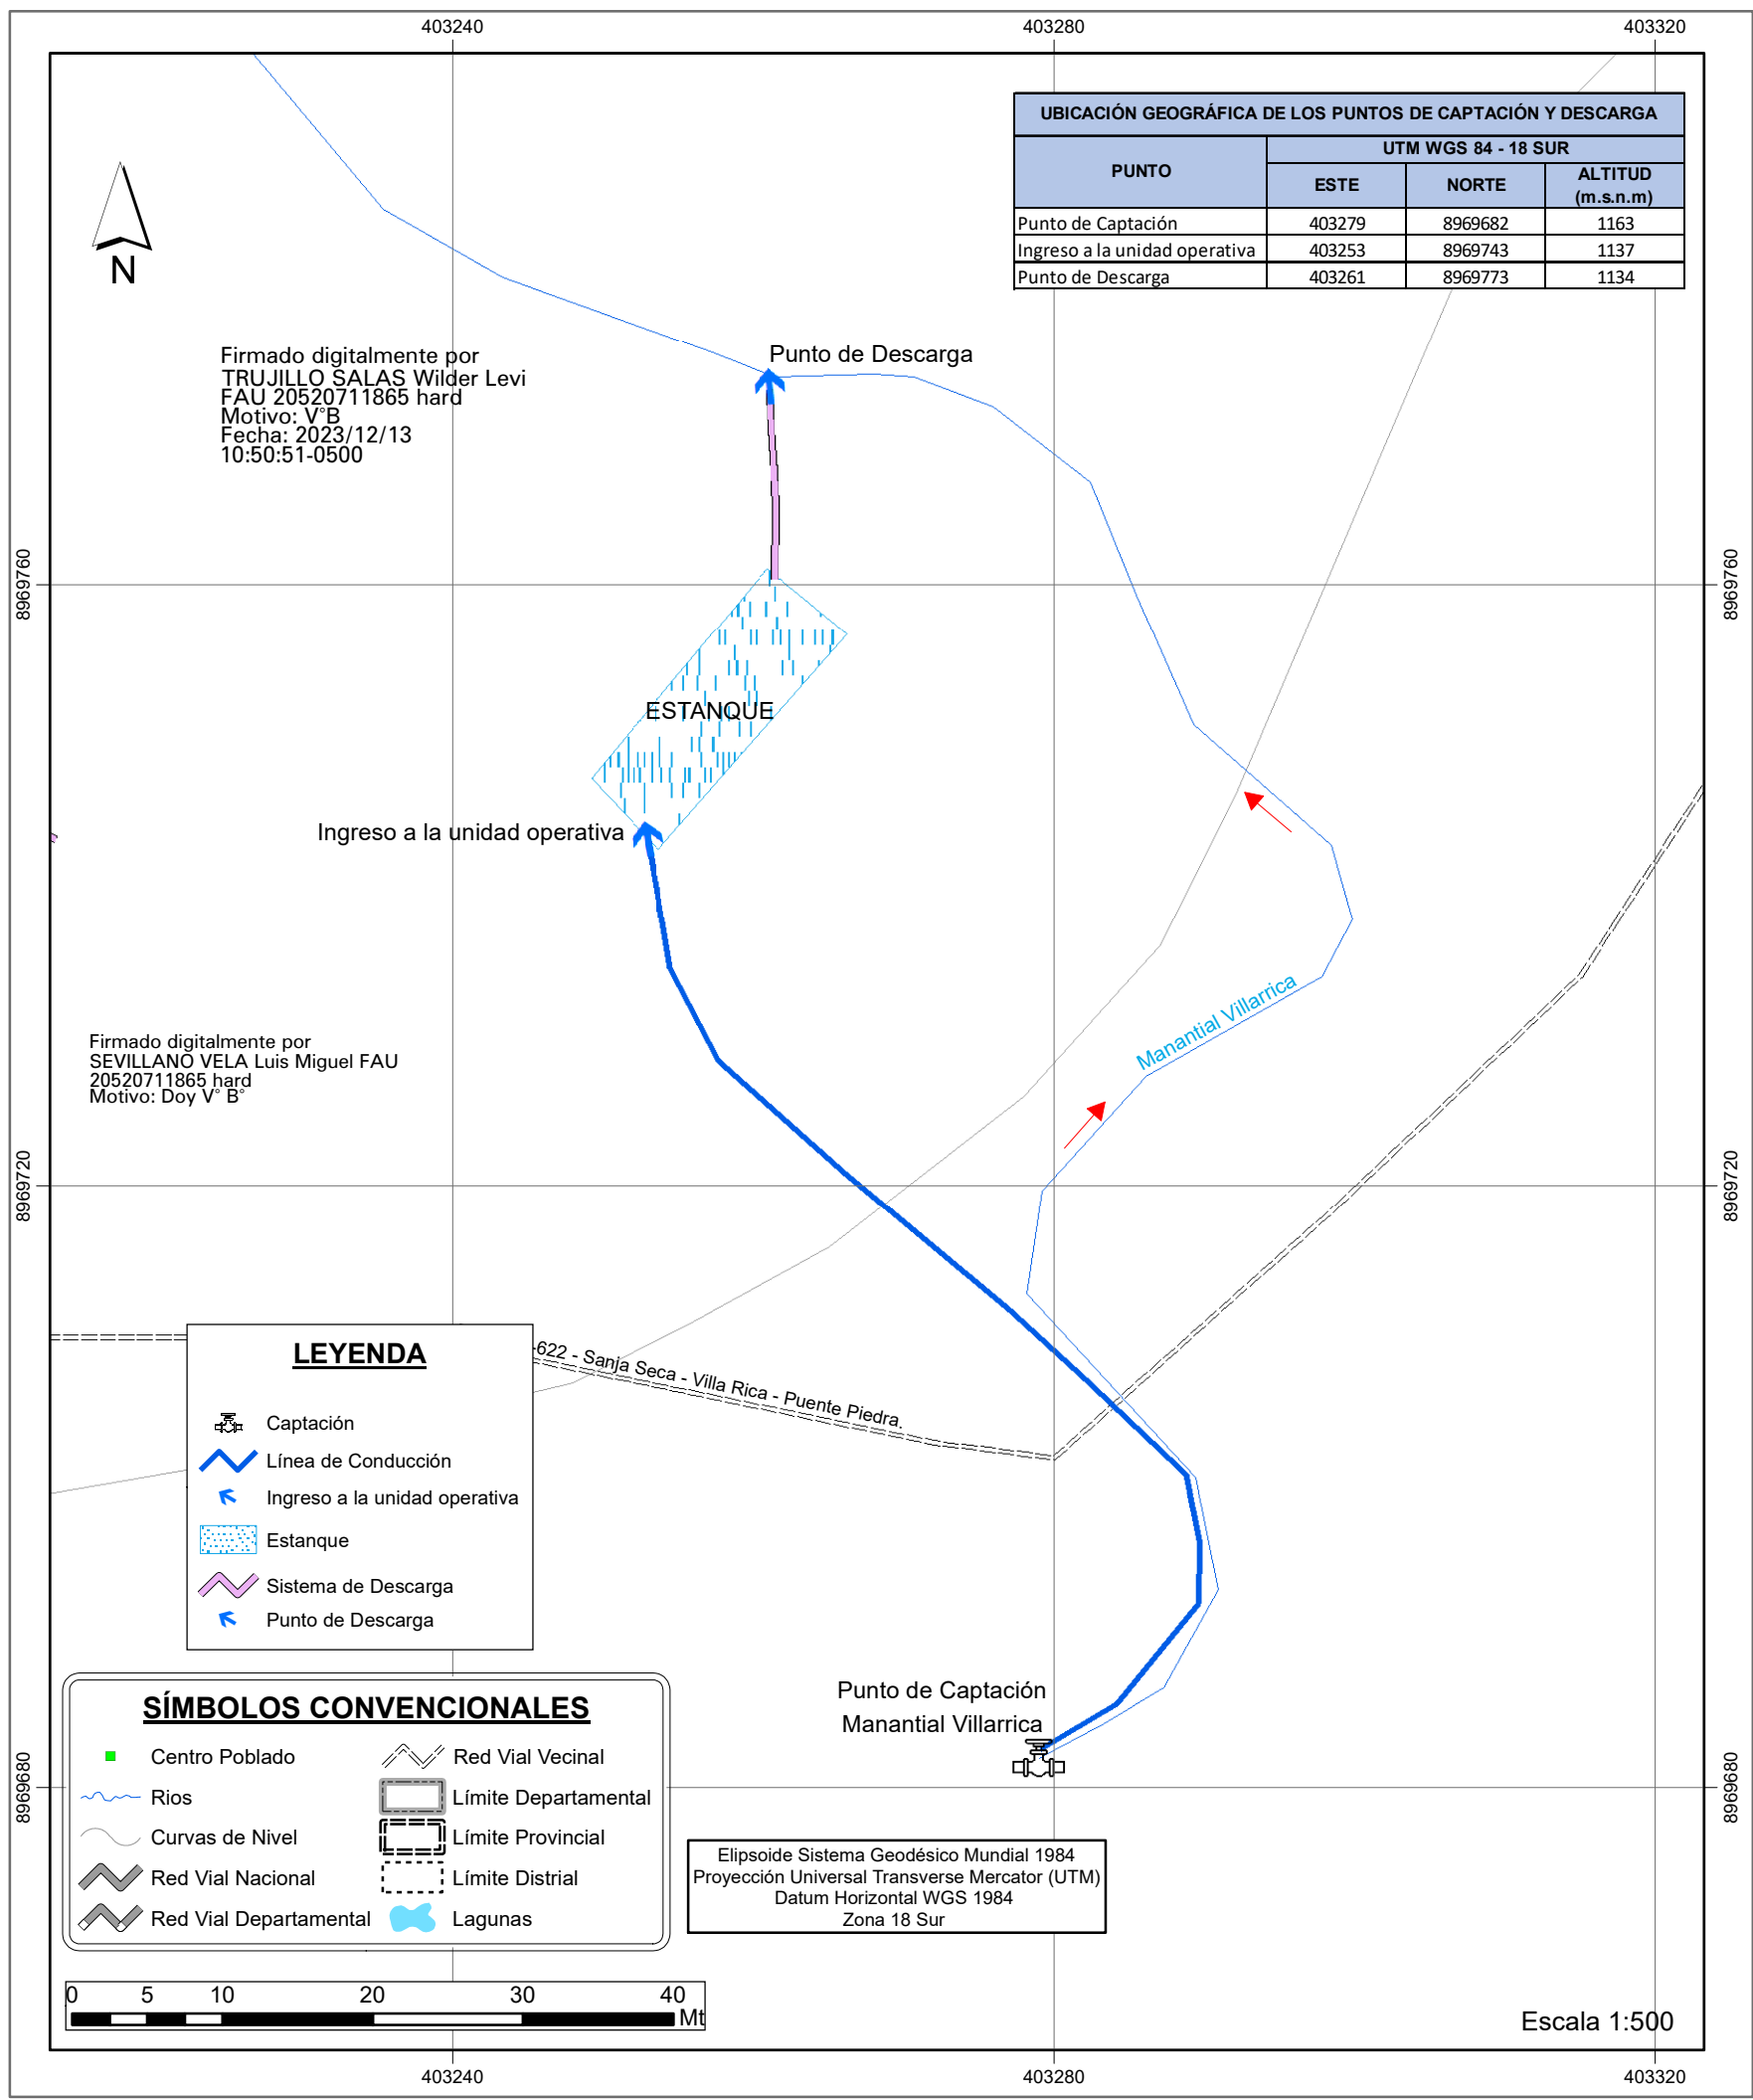 403240
403280
403320
UBICACIÓN GEOGRÁFICA DE LOS PUNTOS DE CAPTACIÓN Y DESCARGA
PUNTO
UTM WGS 84 - 18 SUR
ESTE
NORTE
ALTITUD
(m.s.n.m)
Punto de Captación 403279 8969682 1163
Ingreso a la unidad operativa 403253 8969743 1137
Punto de Descarga 403261 8969773 1134
N
Firmado digitalmente por
TRUJILLO SALAS Wilder Levi
FAU 20520711865 hard
Motivo: V°B
Fecha: 2023/12/13
10:50:51-0500
Punto de Descarga
8969760
8969760
ESTANQUE
Ingreso a la unidad operativa
Manantial Villarrica
Firmado digitalmente por
SEVILLANO VELA Luis Miguel FAU
20520711865 hard
Motivo: Doy V° B°
8969720
8969720
-622 - Sanja Seca - Villa Rica - Puente Piedra.
LEYENDA
Captación
Línea de Conducción
Ingreso a la unidad operativa
Estanque
Sistema de Descarga
Punto de Descarga
Punto de Captación
Manantial Villarrica
8969680
8969680
SÍMBOLOS CONVENCIONALES
Centro Poblado
Rios
Curvas de Nivel
Red Vial Nacional
Red Vial Departamental
Red Vial Vecinal
Límite Departamental
Límite Provincial
Límite Distrial
Lagunas
Elipsoide Sistema Geodésico Mundial 1984
Proyección Universal Transverse Mercator (UTM)
Datum Horizontal WGS 1984
Zona 18 Sur
0 5 10 20 30 40
Mt
Escala 1:500
403240
403280
403320